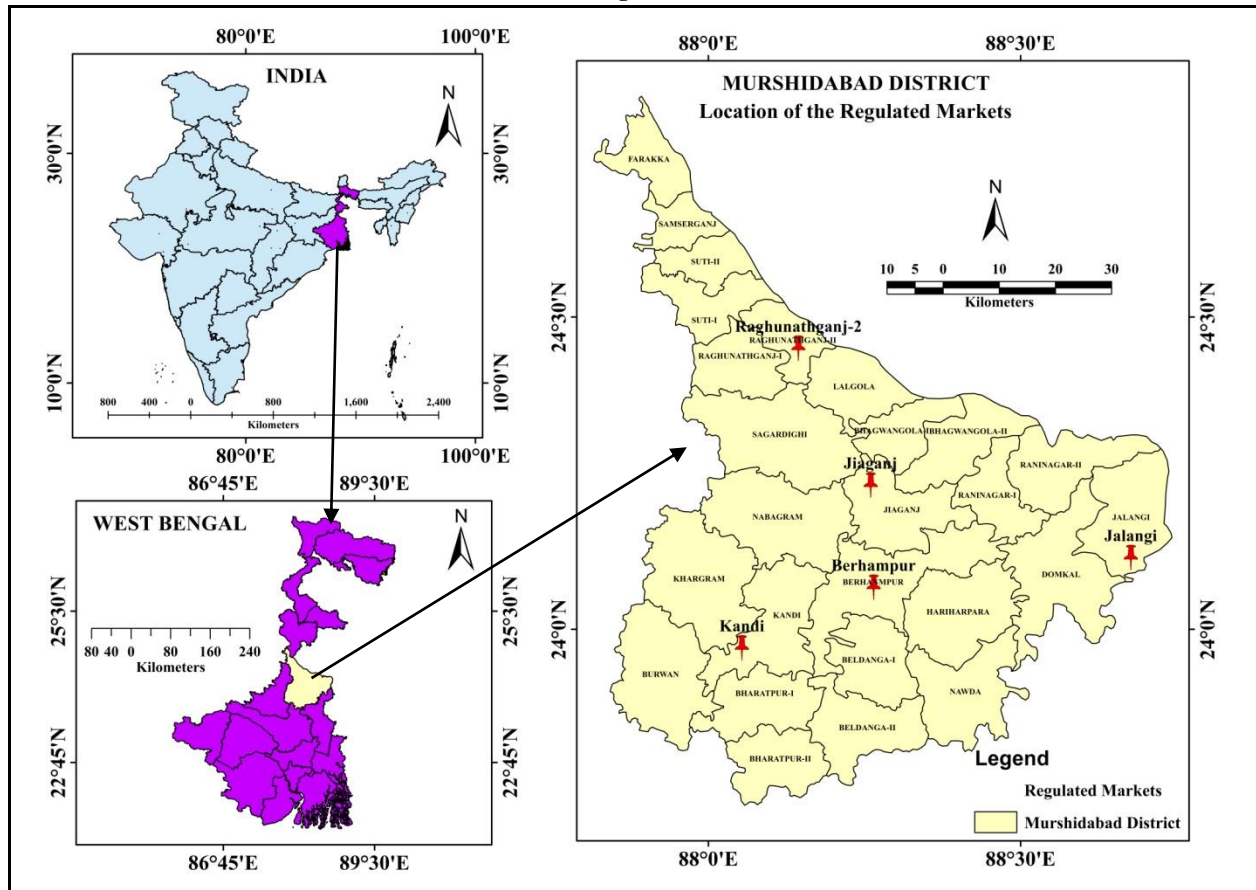 80°0'E 100°0'E
INDIA
N
30°0'N 30°0'N
10°0'N 10°0'N
800 400 0 800 1,600 2,400
Kilometers
80°0'E 100°0'E
86°45'E 89°30'E
WEST BENGAL
N
25°30'N 25°30'N
80 40 0 80 160 240
Kilometers
22°45'N 22°45'N
86°45'E 89°30'E
88°0'E 88°30'E
MURSHIDABAD DISTRICT
Location of the Regulated Markets
FARAKKA
N
SAMSERGANJ
SUTI-II
10 5 0 10 20 30
Kilometers
24°30'N 24°30'N
SUTI-I
Raghunathganj-2
RAGHUNATHGANJ-II
RAGHUNATHGANJ-I
LALGOLA
SAGARDIGHI
BHAGWANGOLA-I
BHAGWANGOLA-II
Jiaganj
RANINAGAR-II
RANINAGAR-I
NABAGRAM
JIAGANJ
JALANGI
Jalangi
Berhampur
BERHAMPUR
KHARGRAM
DOMKAL
KANDI
HARIHARPARA
Kandi
24°0'N 24°0'N
BURWAN
BELDANGA-I
BHARATPUR-I
NAWDA
BELDANGA-II
BHARATPUR-II
Legend
Regulated Markets
Murshidabad District
88°0'E 88°30'E